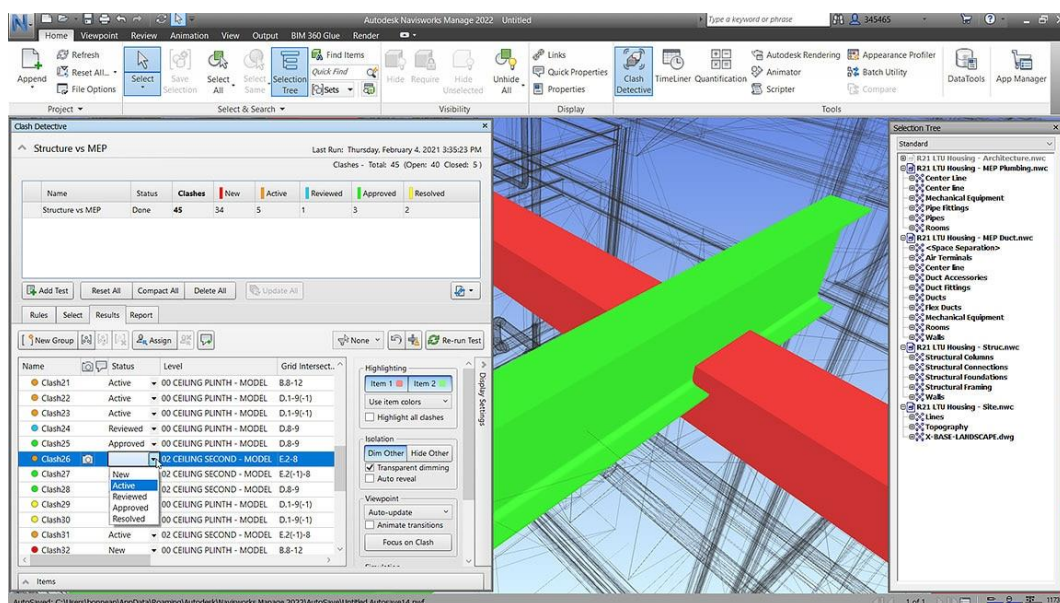 Autodesk Navisworks Manage 2022 Untitled
Type a keyword or phrase
345465
Home Viewpoint Review Animation View Output BIM 360 Glue Render
Append
Refresh
Reset All...
File Options
Project
Select
Save Selection
Select All
Select Same
Selection Tree
Find Items
Quick Find
Sets
Select & Search
Hide
Require
Hide Unselected
Unhide All
Visibility
Links
Quick Properties
Properties
Display
Clash Detective
TimeLiner
Quantification
Autodesk Rendering
Animator
Scripter
Appearance Profiler
Batch Utility
Compare
DataTools
App Manager
Tools
Clash Detective
Structure vs MEP
Last Run: Thursday, February 4, 2021 3:35:23 PM
Clashes - Total: 45 (Open: 40 Closed: 5)
Name Status Clashes New Active Reviewed Approved Resolved
Structure vs MEP Done 45 34 5 1 3 2
Add Test Reset All Compact All Delete All Update All
Rules Select Results Report
New Group Assign None Re-run Test
Name Status Level Grid Intersect..
Clash21 Active 00 CEILING PLINTH - MODEL B.8-12
Clash22 Active 00 CEILING PLINTH - MODEL D.1-9(-1)
Clash23 Active 00 CEILING PLINTH - MODEL D.1-9(-1)
Clash24 Reviewed 00 CEILING PLINTH - MODEL D.8-9
Clash25 Approved 00 CEILING PLINTH - MODEL D.8-9
Clash26 02 CEILING SECOND - MODEL E.2-8
Clash27 02 CEILING SECOND - MODEL E.2(-1)-8
Clash28 02 CEILING SECOND - MODEL D.8-9
Clash29 00 CEILING PLINTH - MODEL D.1-9(-1)
Clash30 00 CEILING PLINTH - MODEL D.1-9(-1)
Clash31 Active 02 CEILING SECOND - MODEL E.2(-1)-8
Clash32 New 00 CEILING PLINTH - MODEL B.8-12
New
Active
Reviewed
Approved
Resolved
Items
Highlighting
Item 1 Item 2
Use item colors
Highlight all clashes
Isolation
Dim Other Hide Other
Transparent dimming
Auto reveal
Viewpoint
Auto-update
Animate transitions
Focus on Clash
Display Settings
Selection Tree
Standard
R21 LTU Housing - Architecture.nwc
R21 LTU Housing - MEP Plumbing.nwc
Center Line
Center line
Mechanical Equipment
Pipe Fittings
Pipes
Rooms
R21 LTU Housing - MEP Duct.nwc
<Space Separation>
Air Terminals
Center line
Duct Accessories
Duct Fittings
Ducts
Flex Ducts
Mechanical Equipment
Rooms
Walls
R21 LTU Housing - Struc.nwc
Structural Columns
Structural Connections
Structural Foundations
Structural Framing
Walls
R21 LTU Housing - Site.nwc
Lines
Topography
X-BASE-LANDSCAPE.dwg
1 of 1